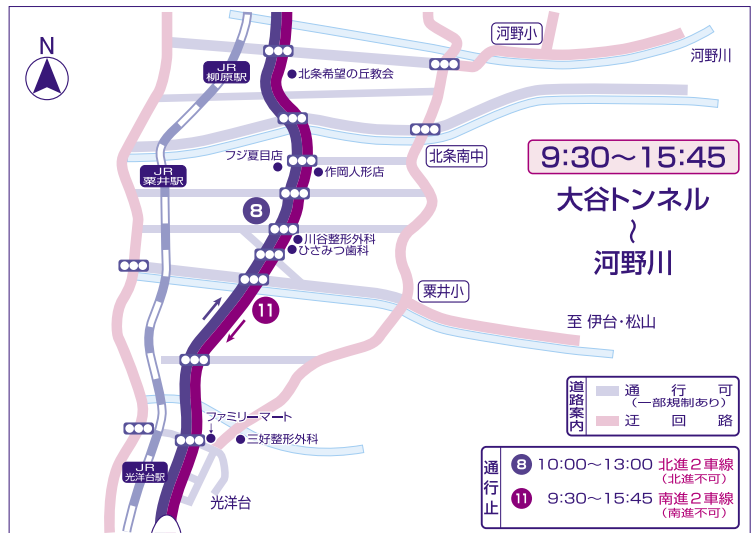 N
河野小
河野川
JR
柳原駅
北条希望の丘教会
9:30〜15:45
大谷トンネル
〜
河野川
フジ夏目店
北条南中
作岡人形店
JR
粟井駅
8
川谷整形外科
ひさみつ歯科
粟井小
11
至 伊台・松山
ファミリーマート
三好整形外科
JR
光洋台駅
光洋台
道路案内
通行可
(一部規制あり)
迂回路
通行止
8 10:00〜13:00 北進2車線
(北進不可)
11 9:30〜15:45 南進2車線
(南進不可)